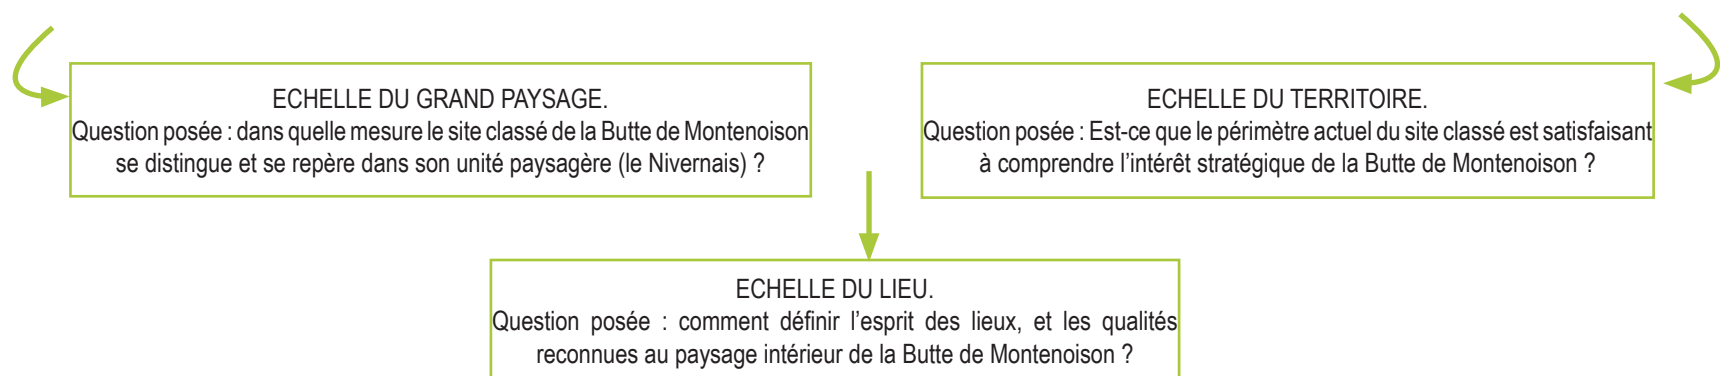 ECHELLE DU GRAND PAYSAGE.
Question posée : dans quelle mesure le site classé de la Butte de Montenoison
se distingue et se repère dans son unité paysagère (le Nivernais) ?
ECHELLE DU TERRITOIRE.
Question posée : Est-ce que le périmètre actuel du site classé est satisfaisant
à comprendre l’intérêt stratégique de la Butte de Montenoison ?
ECHELLE DU LIEU.
Question posée : comment définir l’esprit des lieux, et les qualités
reconnues au paysage intérieur de la Butte de Montenoison ?